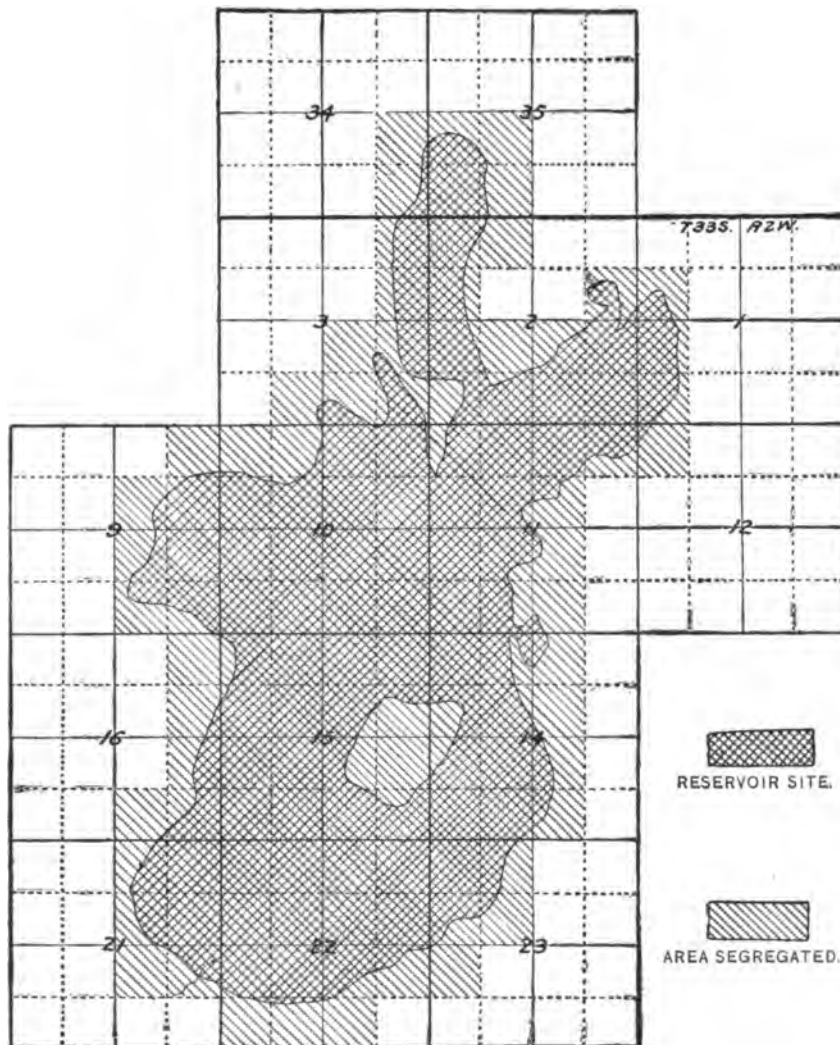 34 35
T33S. R2W.
3 2 1
9 10 11 12
16 15 14
RESERVOIR SITE.
21 22 23
AREA SEGREGATED.